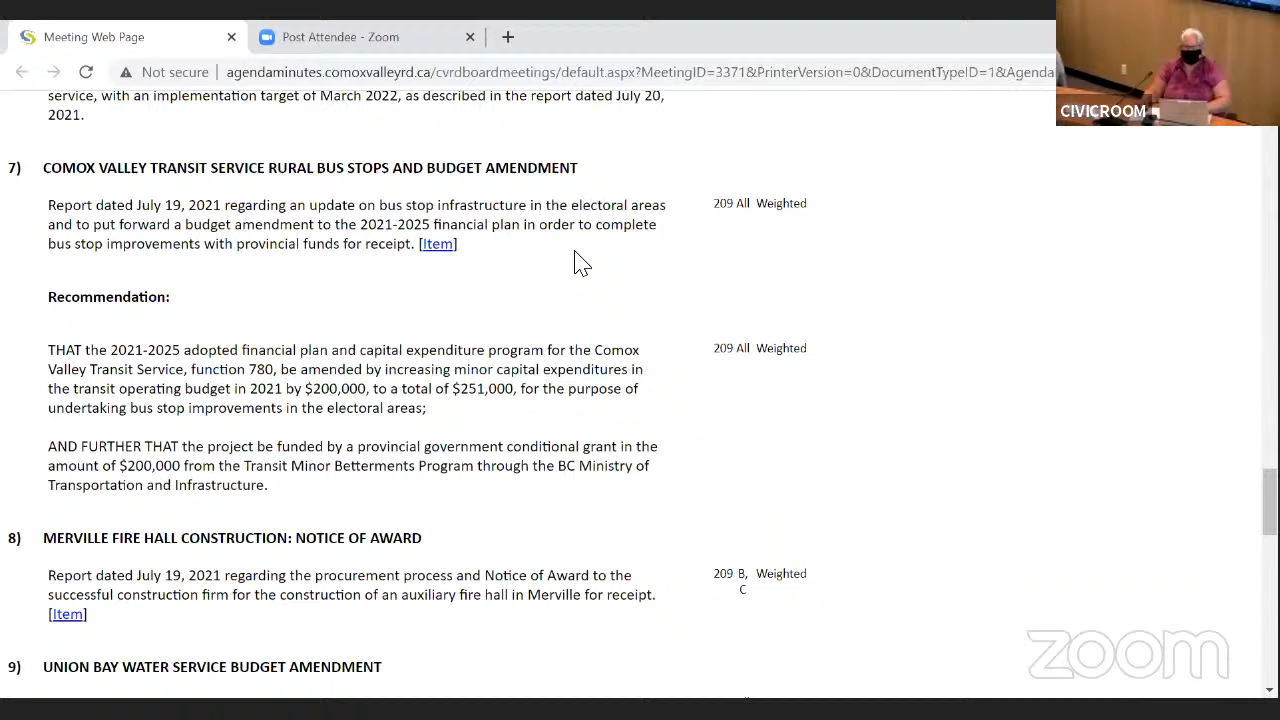 Meeting Web Page
Post Attendee - Zoom
Not secure
agendaminutes.comoxvalleyrd.ca/cvrdboardmeetings/default.aspx?MeetingID=3371&PrinterVersion=0&DocumentTypeID=1&Agenda
CIVICROOM
service, with an implementation target of March 2022, as described in the report dated July 20,
2021.
7) COMOX VALLEY TRANSIT SERVICE RURAL BUS STOPS AND BUDGET AMENDMENT
Report dated July 19, 2021 regarding an update on bus stop infrastructure in the electoral areas 209 All Weighted
and to put forward a budget amendment to the 2021-2025 financial plan in order to complete
bus stop improvements with provincial funds for receipt. [Item]
Recommendation:
THAT the 2021-2025 adopted financial plan and capital expenditure program for the Comox 209 All Weighted
Valley Transit Service, function 780, be amended by increasing minor capital expenditures in
the transit operating budget in 2021 by $200,000, to a total of $251,000, for the purpose of
undertaking bus stop improvements in the electoral areas;
AND FURTHER THAT the project be funded by a provincial government conditional grant in the
amount of $200,000 from the Transit Minor Betterments Program through the BC Ministry of
Transportation and Infrastructure.
8) MERVILLE FIRE HALL CONSTRUCTION: NOTICE OF AWARD
Report dated July 19, 2021 regarding the procurement process and Notice of Award to the 209 B, Weighted
C
successful construction firm for the construction of an auxiliary fire hall in Merville for receipt.
[Item]
9) UNION BAY WATER SERVICE BUDGET AMENDMENT
zoom